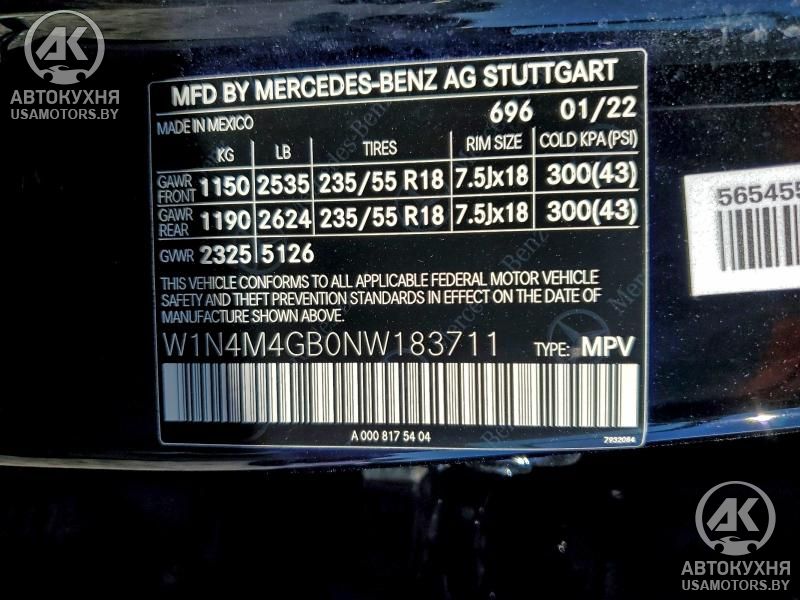 AK
АВТОКУХНЯ
USAMOTORS.BY
MFD BY MERCEDES-BENZ AG STUTTGART
MADE IN MEXICO 696 01/22
KG LB TIRES RIM SIZE COLD KPA(PSI)
GAWR FRONT 1150 2535 235/55 R18 7.5Jx18 300(43)
GAWR REAR 1190 2624 235/55 R18 7.5Jx18 300(43)
GVWR 2325 5126
THIS VEHICLE CONFORMS TO ALL APPLICABLE FEDERAL MOTOR VEHICLE
SAFETY AND THEFT PREVENTION STANDARDS IN EFFECT ON THE DATE OF
MANUFACTURE SHOWN ABOVE.
W1N4M4GB0NW183711 TYPE: MPV
A 000 817 54 04
7932084
565455
AK
АВТОКУХНЯ
USAMOTORS.BY